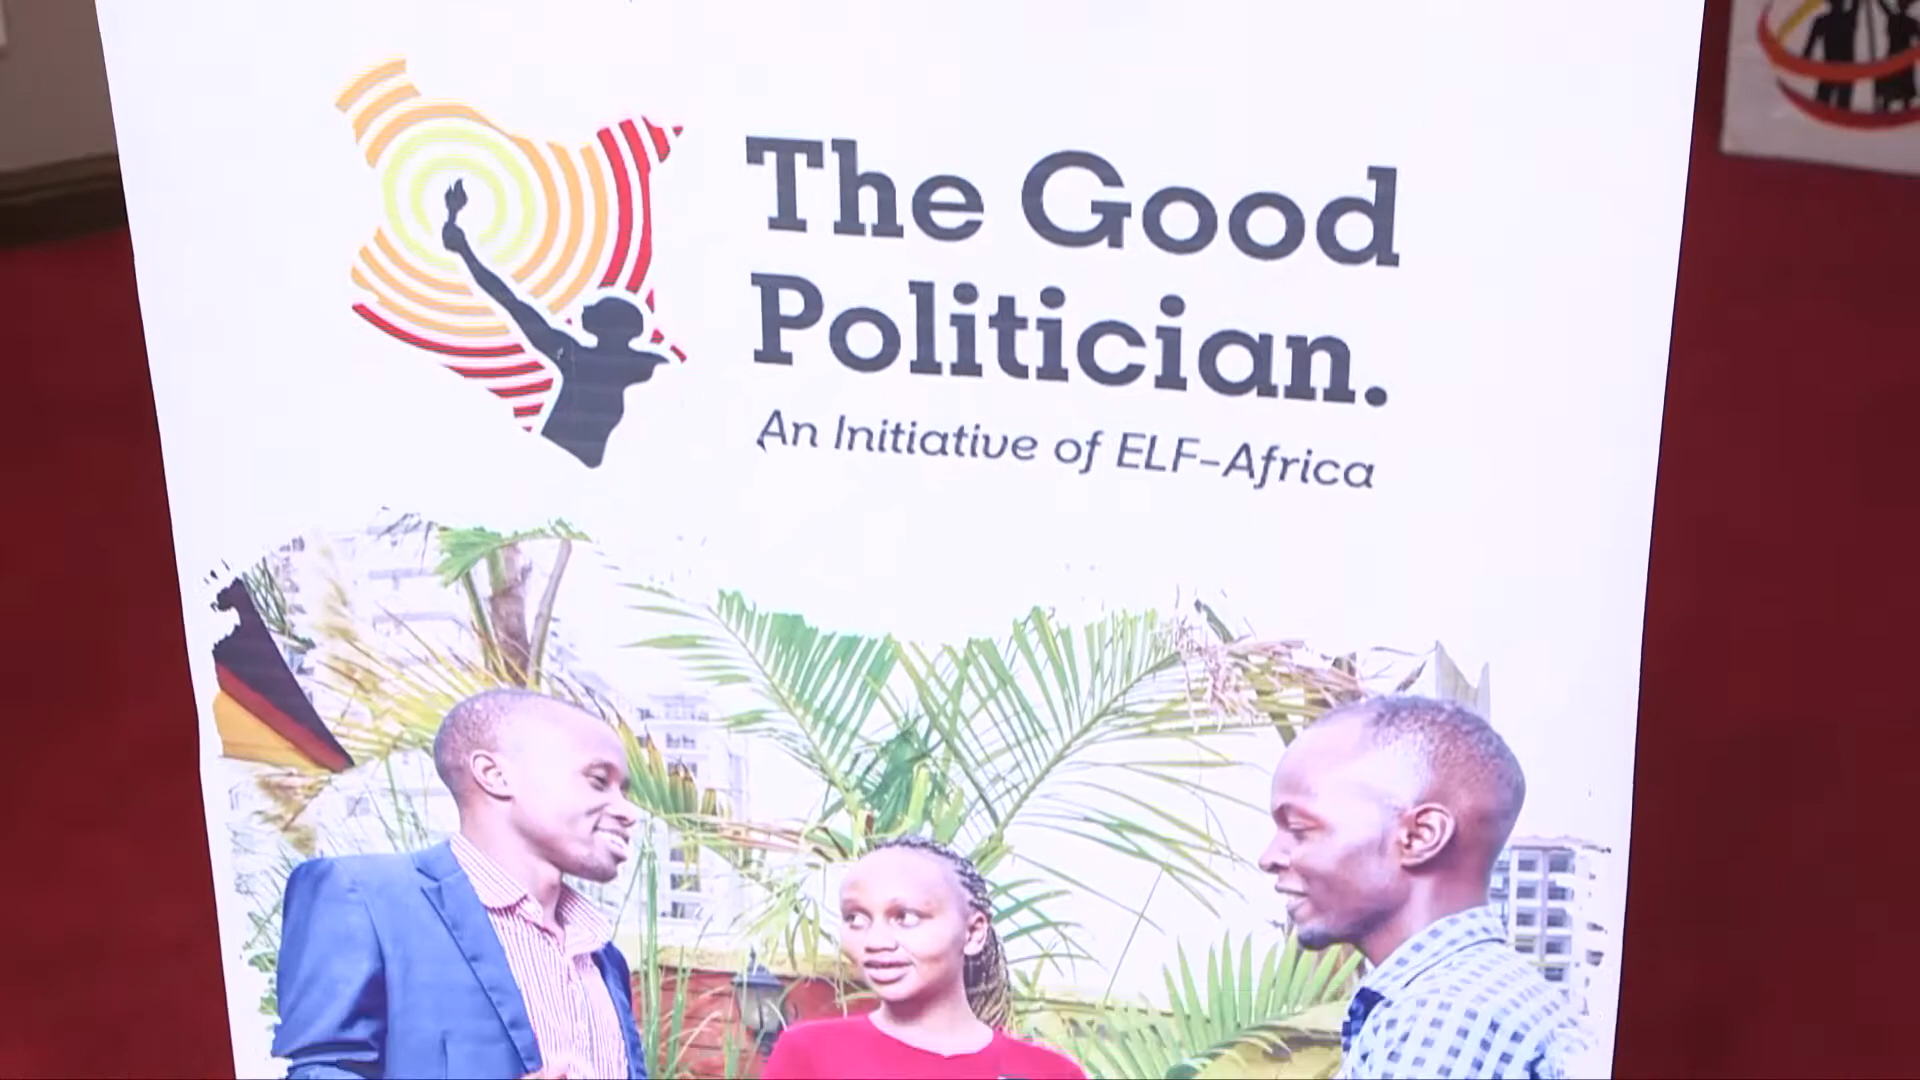 The Good
Politician.
An Initiative of ELF-Africa